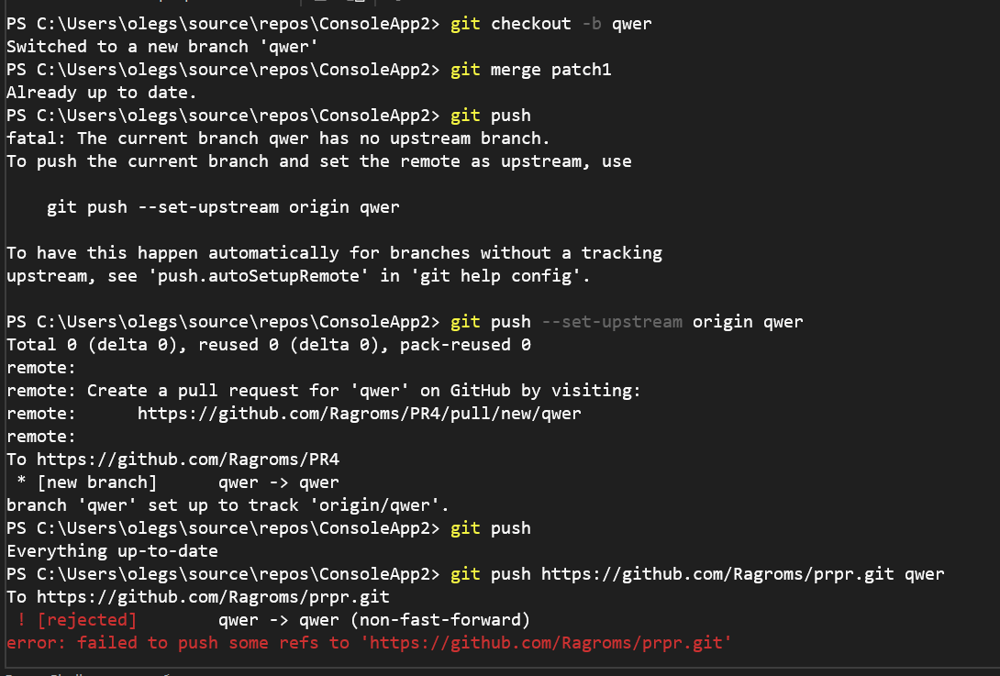 PS C:\Users\olegs\source\repos\ConsoleApp2> git checkout -b qwer
Switched to a new branch 'qwer'
PS C:\Users\olegs\source\repos\ConsoleApp2> git merge patch1
Already up to date.
PS C:\Users\olegs\source\repos\ConsoleApp2> git push
fatal: The current branch qwer has no upstream branch.
To push the current branch and set the remote as upstream, use
    git push --set-upstream origin qwer
To have this happen automatically for branches without a tracking
upstream, see 'push.autoSetupRemote' in 'git help config'.
PS C:\Users\olegs\source\repos\ConsoleApp2> git push --set-upstream origin qwer
Total 0 (delta 0), reused 0 (delta 0), pack-reused 0
remote:
remote: Create a pull request for 'qwer' on GitHub by visiting:
remote:      https://github.com/Ragroms/PR4/pull/new/qwer
remote:
To https://github.com/Ragroms/PR4
 * [new branch]      qwer -> qwer
branch 'qwer' set up to track 'origin/qwer'.
PS C:\Users\olegs\source\repos\ConsoleApp2> git push
Everything up-to-date
PS C:\Users\olegs\source\repos\ConsoleApp2> git push https://github.com/Ragroms/prpr.git qwer
To https://github.com/Ragroms/prpr.git
 ! [rejected]        qwer -> qwer (non-fast-forward)
error: failed to push some refs to 'https://github.com/Ragroms/prpr.git'